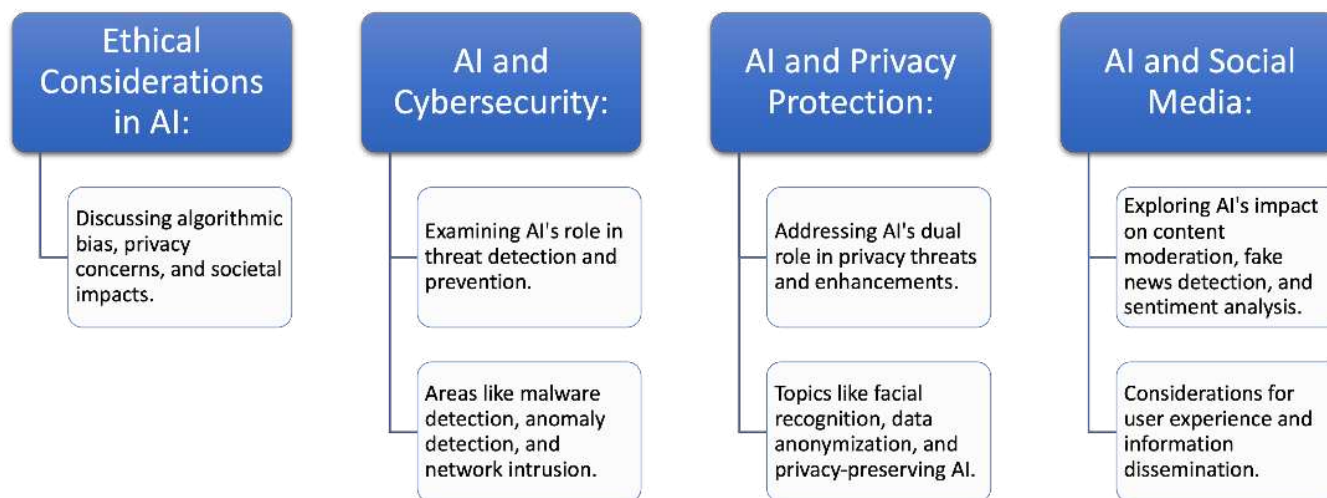 Ethical
Considerations
in AI:
Discussing algorithmic
bias, privacy
concerns, and societal
impacts.
AI and
Cybersecurity:
Examining AI's role in
threat detection and
prevention.
Areas like malware
detection, anomaly
detection, and
network intrusion.
AI and Privacy
Protection:
Addressing AI's dual
role in privacy threats
and enhancements.
Topics like facial
recognition, data
anonymization, and
privacy-preserving AI.
AI and Social
Media:
Exploring AI's impact
on content
moderation, fake
news detection, and
sentiment analysis.
Considerations for
user experience and
information
dissemination.